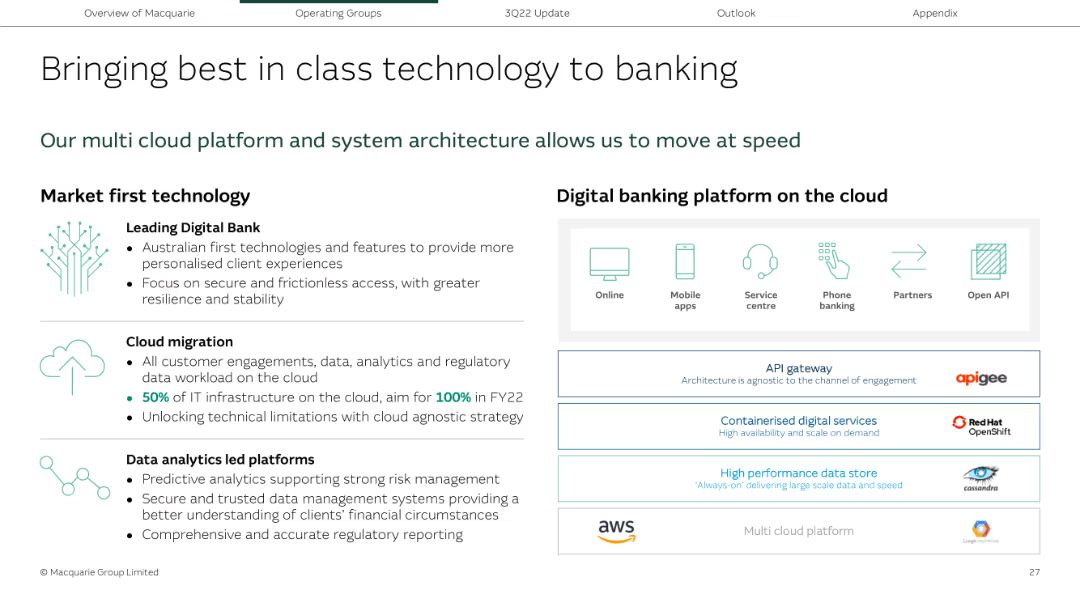 Overview of Macquarie
Operating Groups
3Q22 Update
Outlook
Appendix
Bringing best in class technology to banking
Our multi cloud platform and system architecture allows us to move at speed
Market first technology
Leading Digital Bank
• Australian first technologies and features to provide more
personalised client experiences
• Focus on secure and frictionless access, with greater
resilience and stability
Cloud migration
• All customer engagements, data, analytics and regulatory
data workload on the cloud
• 50% of IT infrastructure on the cloud, aim for 100% in FY22
• Unlocking technical limitations with cloud agnostic strategy
Data analytics led platforms
• Predictive analytics supporting strong risk management
• Secure and trusted data management systems providing a
better understanding of clients' financial circumstances
• Comprehensive and accurate regulatory reporting
Digital banking platform on the cloud
Online
Mobile
apps
Service
centre
Phone
banking
Partners
Open API
API gateway
Architecture is agnostic to the channel of engagement
apigee
Containerised digital services
High availability and scale on demand
Red Hat
OpenShift
High performance data store
'Always-on' delivering large scale data and speed
cassandra
aws
Multi cloud platform
© Macquarie Group Limited
27